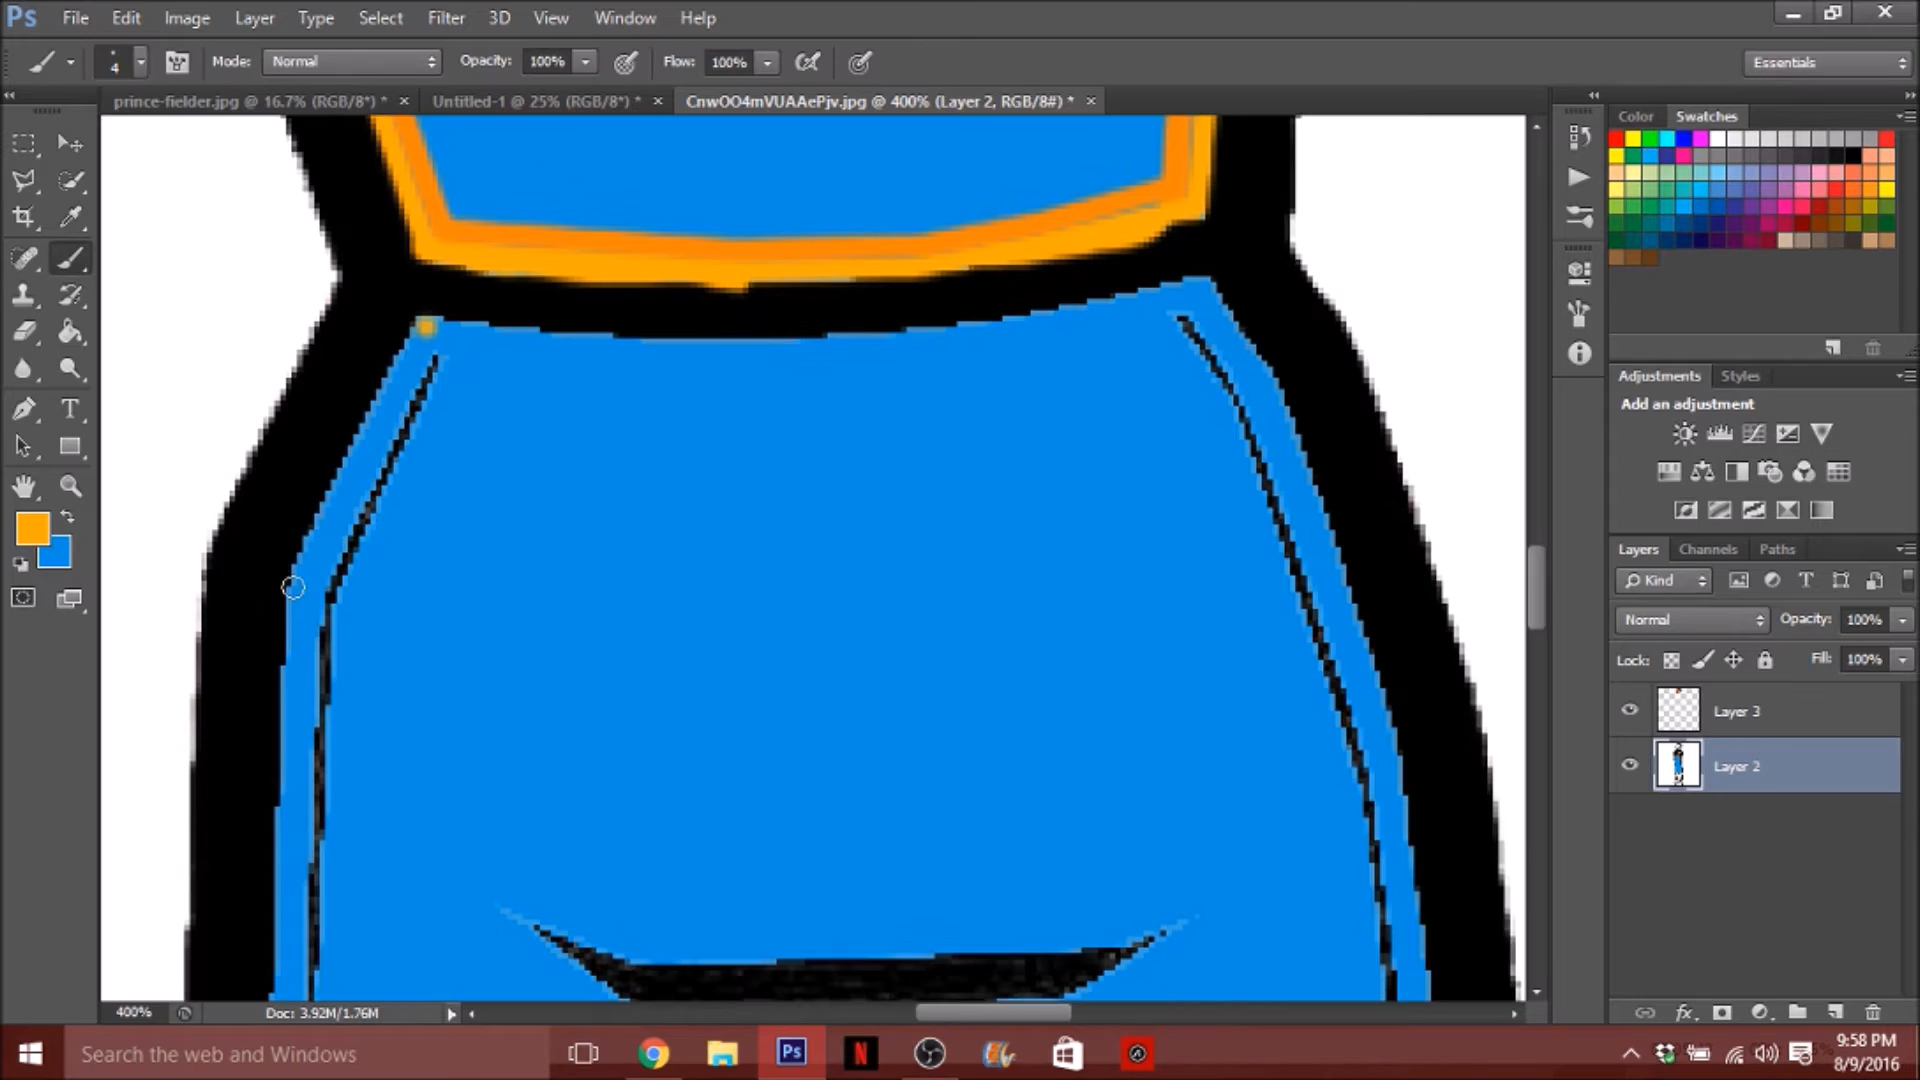 Ps File Edit Image Layer Type Select Filter 3D View Window Help
4 Mode: Normal Opacity: 100% Flow: 100% Essentials
prince-fielder.jpg @ 16.7% (RGB/8*) * × Untitled-1 @ 25% (RGB/8*) * × CnwOO4mVUAAePjv.jpg @ 400% (Layer 2, RGB/8#) * ×
Color Swatches
Adjustments Styles
Add an adjustment
Layers Channels Paths
Kind
Normal Opacity: 100%
Lock: Fill: 100%
Layer 3
Layer 2
400% Doc: 3.92M/1.76M
Search the web and Windows
Ps
N
9:58 PM
8/9/2016